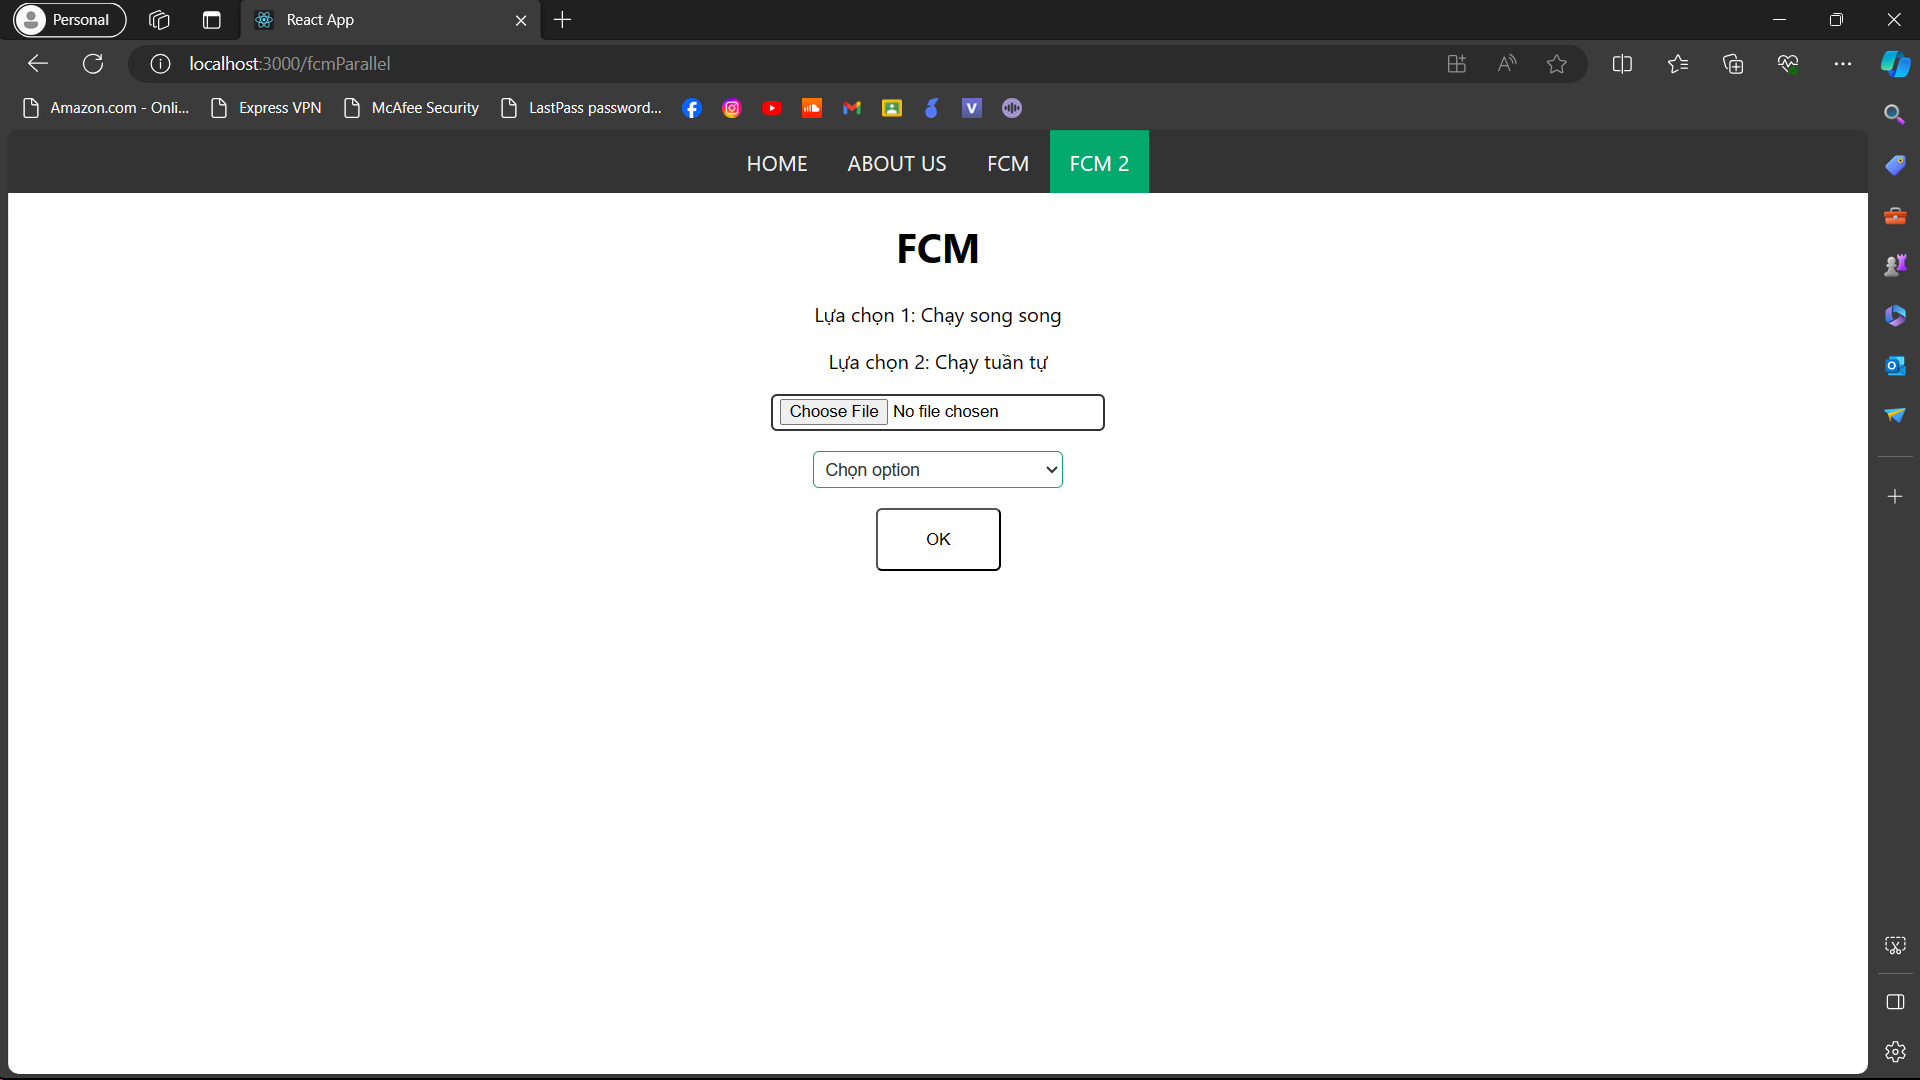 Personal
React App
localhost:3000/fcmParallel
Amazon.com - Onli... Express VPN McAfee Security LastPass password...
HOME ABOUT US FCM FCM 2
FCM
Lựa chọn 1: Chạy song song
Lựa chọn 2: Chạy tuần tự
Choose File No file chosen
Chọn option
OK